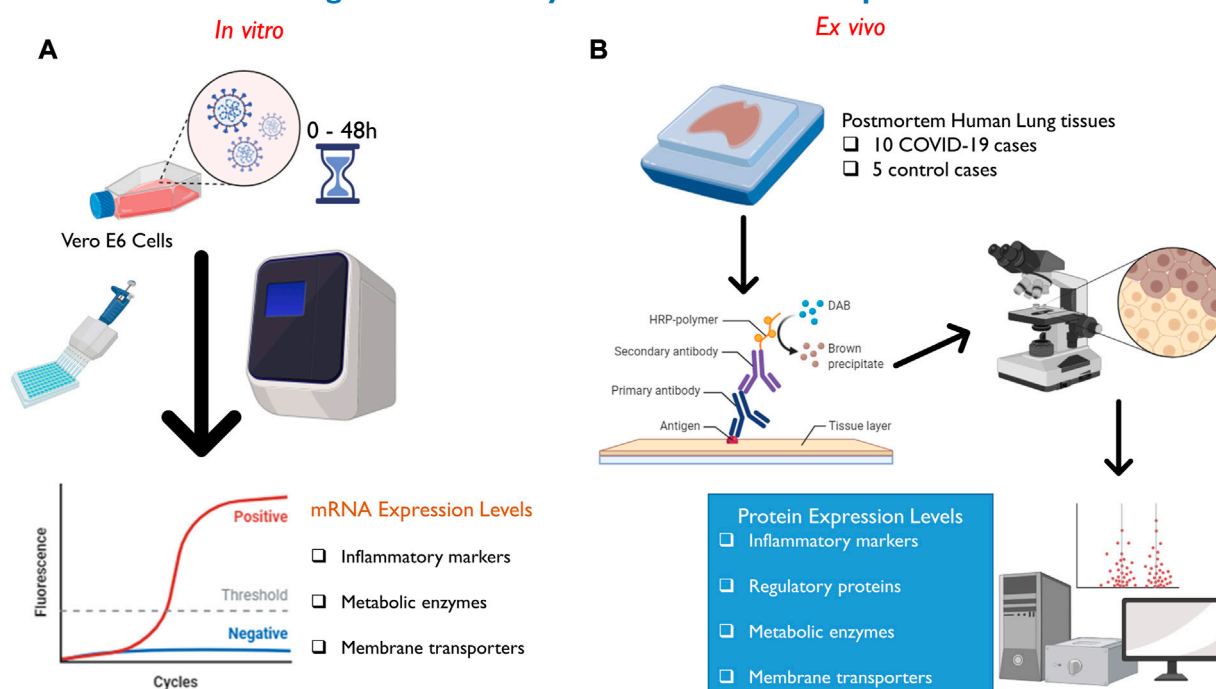 In vitro
A
0 - 48h
Vero E6 Cells
Positive
Threshold
Negative
Fluorescence
Cycles
mRNA Expression Levels
❑ Inflammatory markers
❑ Metabolic enzymes
❑ Membrane transporters
Ex vivo
B
Postmortem Human Lung tissues
❑ 10 COVID-19 cases
❑ 5 control cases
DAB
HRP-polymer
Brown
precipitate
Secondary antibody
Primary antibody
Antigen
Tissue layer
Protein Expression Levels
❑ Inflammatory markers
❑ Regulatory proteins
❑ Metabolic enzymes
❑ Membrane transporters